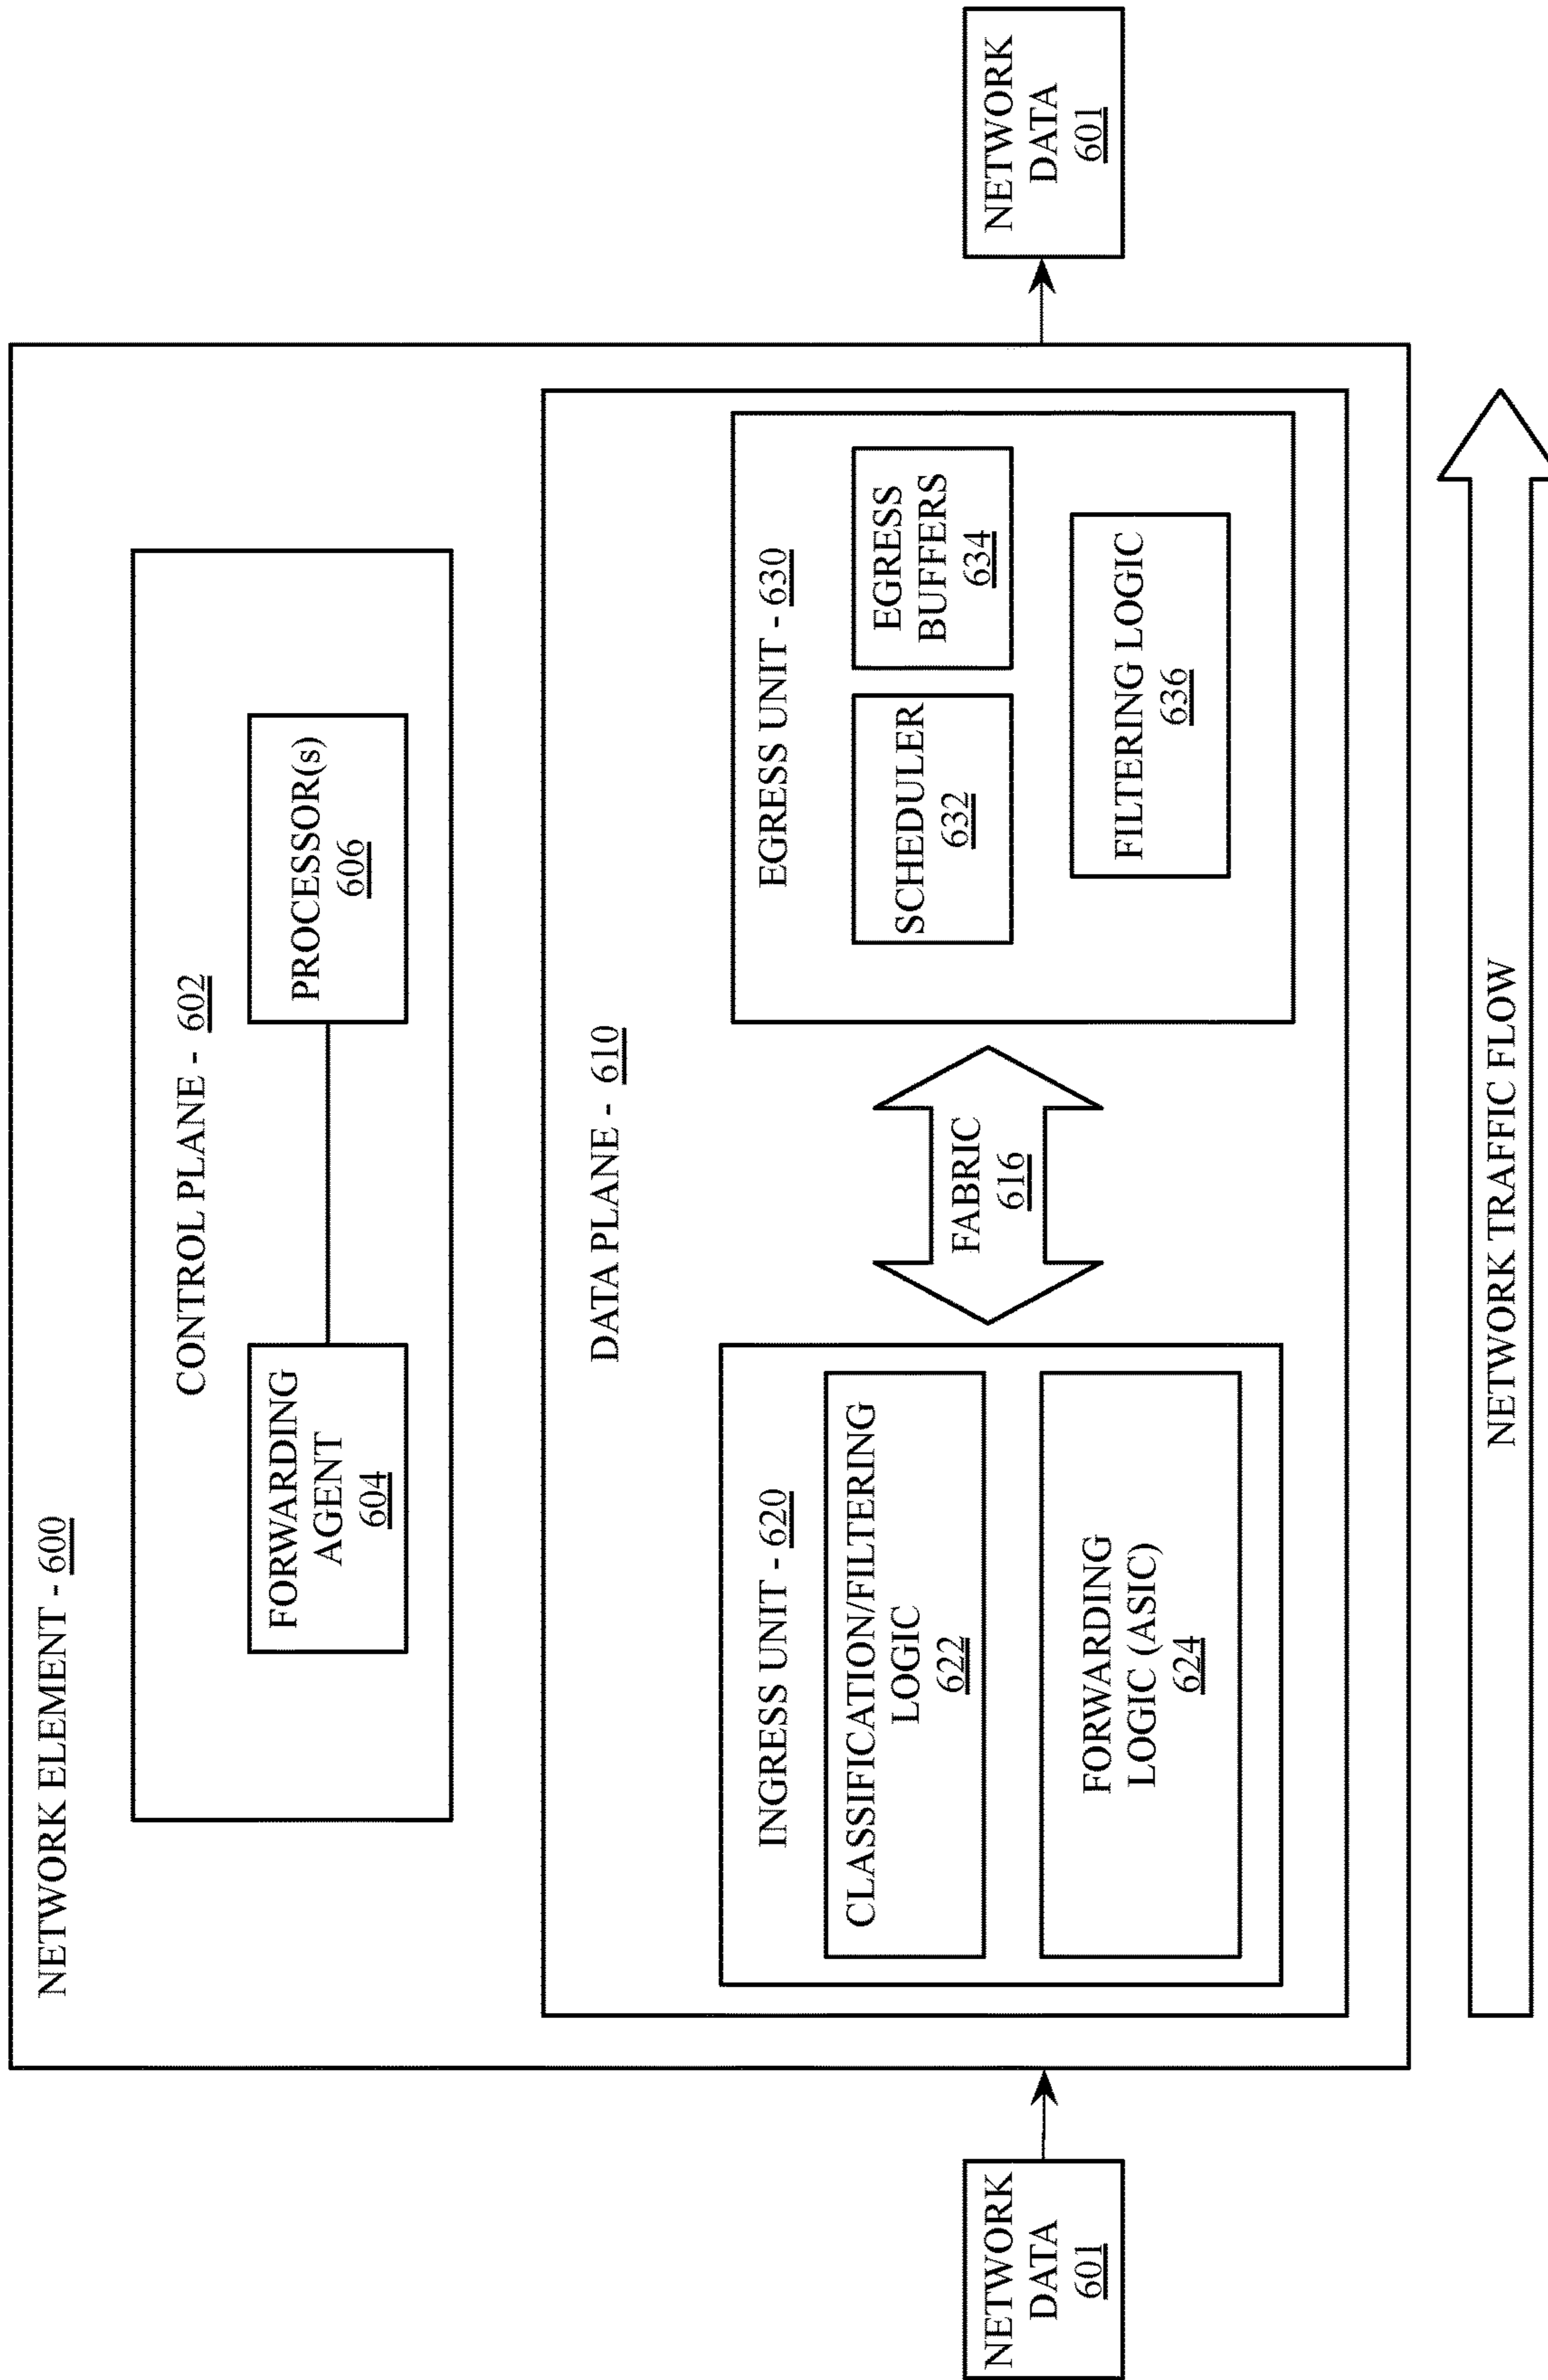 NETWORK ELEMENT - 600
CONTROL PLANE - 602
FORWARDING
AGENT
604
PROCESSOR(s)
606
DATA PLANE - 610
INGRESS UNIT - 620
CLASSIFICATION/FILTERING
LOGIC
622
FORWARDING
LOGIC (ASIC)
624
FABRIC
616
EGRESS UNIT - 630
SCHEDULER
632
EGRESS
BUFFERS
634
FILTERING LOGIC
636
NETWORK
DATA
601
NETWORK
DATA
601
NETWORK TRAFFIC FLOW